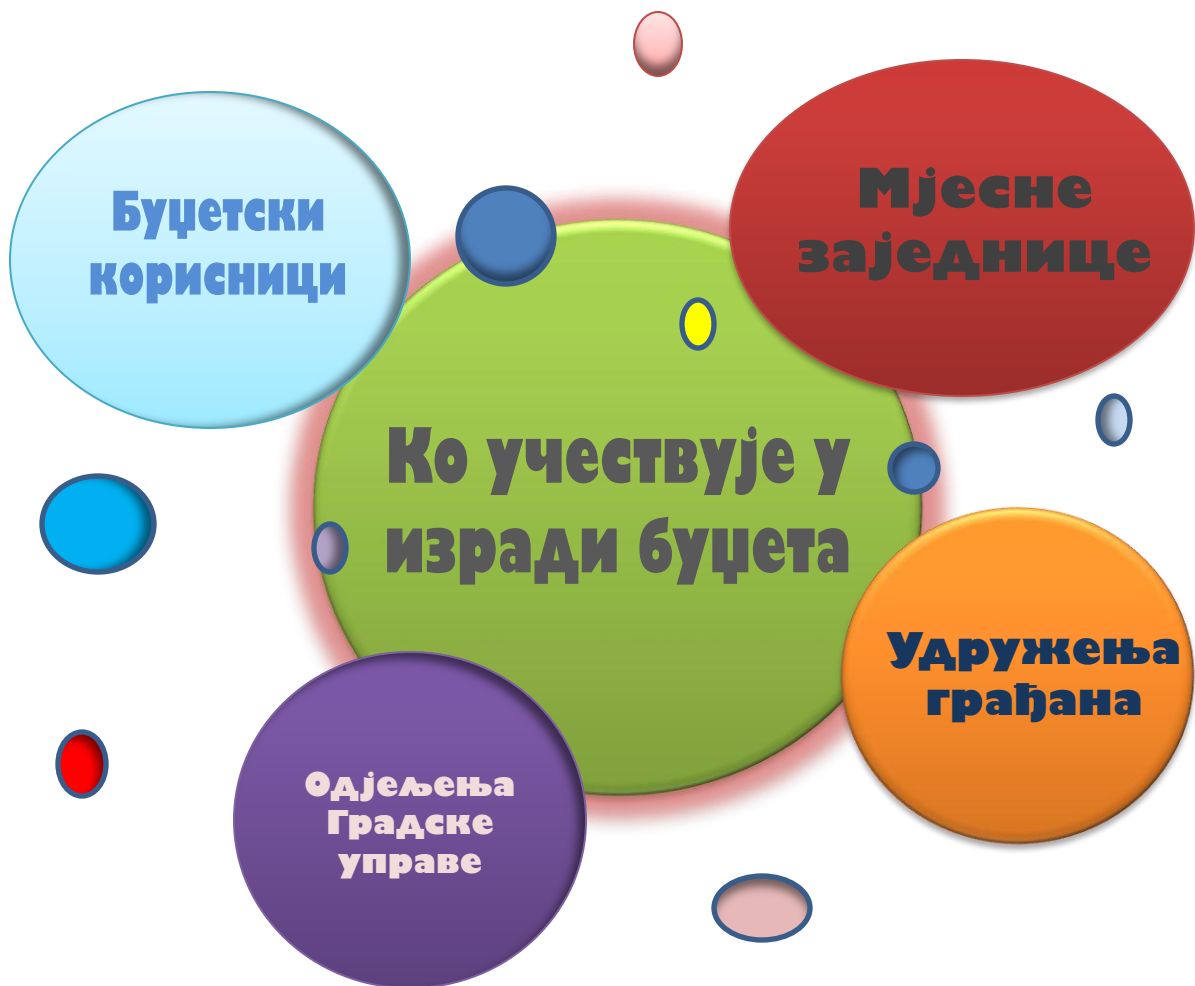 Буџетски
корисници
Мјесне
заједнице
Ко учествује у
изради буџета
Удружења
грађана
Одјељења
Градске
управе